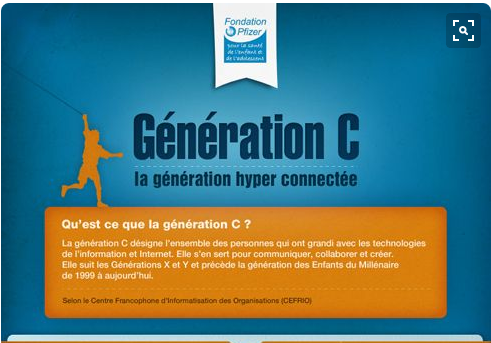 Fondation
Pfizer
pour la santé
de l'enfant et
de l'adolescent
Génération C
la génération hyper connectée
Qu'est ce que la génération C ?
La génération C désigne l'ensemble des personnes qui ont grandi avec les technologies
de l'information et Internet. Elle s'en sert pour communiquer, collaborer et créer.
Elle suit les Générations X et Y et précède la génération des Enfants du Millénaire
de 1999 à aujourd'hui.
Selon le Centre Francophone d'Informatisation des Organisations (CEFRIO)